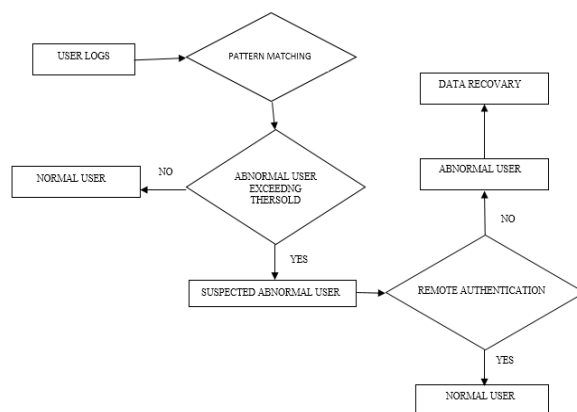 USER LOGS
PATTERN MATCHING
DATA RECOVARY
NORMAL USER
NO
ABNORMAL USER
EXCEEDNG
THERSOLD
ABNORMAL USER
NO
YES
SUSPECTED ABNORMAL USER
REMOTE AUTHENTICATION
YES
NORMAL USER